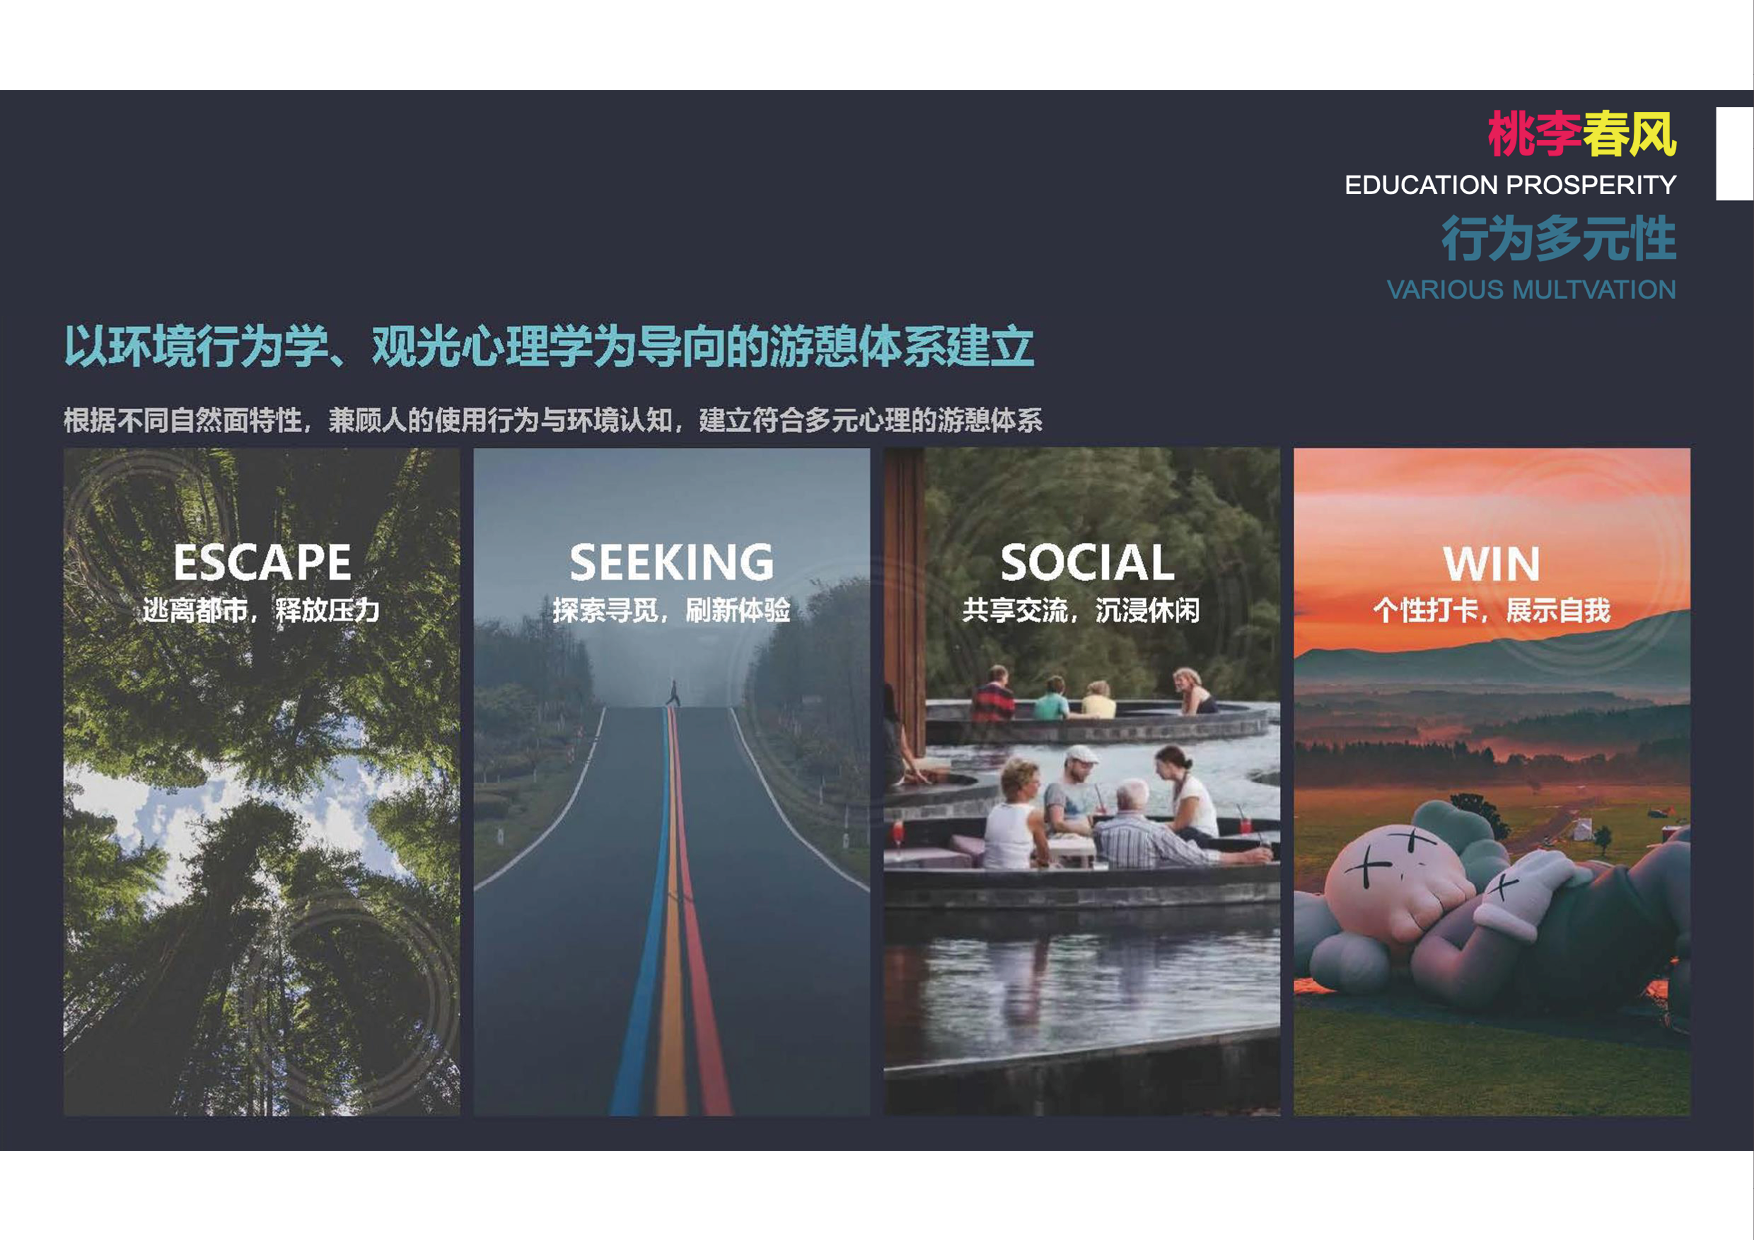 桃李春风
EDUCATION PROSPERITY
行为多元性
VARIOUS MULTVATION
以环境行为学、观光心理学为导向的游憩体系建立
根据不同自然面特性，兼顾人的使用行为与环境认知，建立符合多元心理的游憩体系
ESCAPE
逃离都市，释放压力
SEEKING
探索寻觅，刷新体验
SOCIAL
共享交流，沉浸休闲
WIN
个性打卡，展示自我